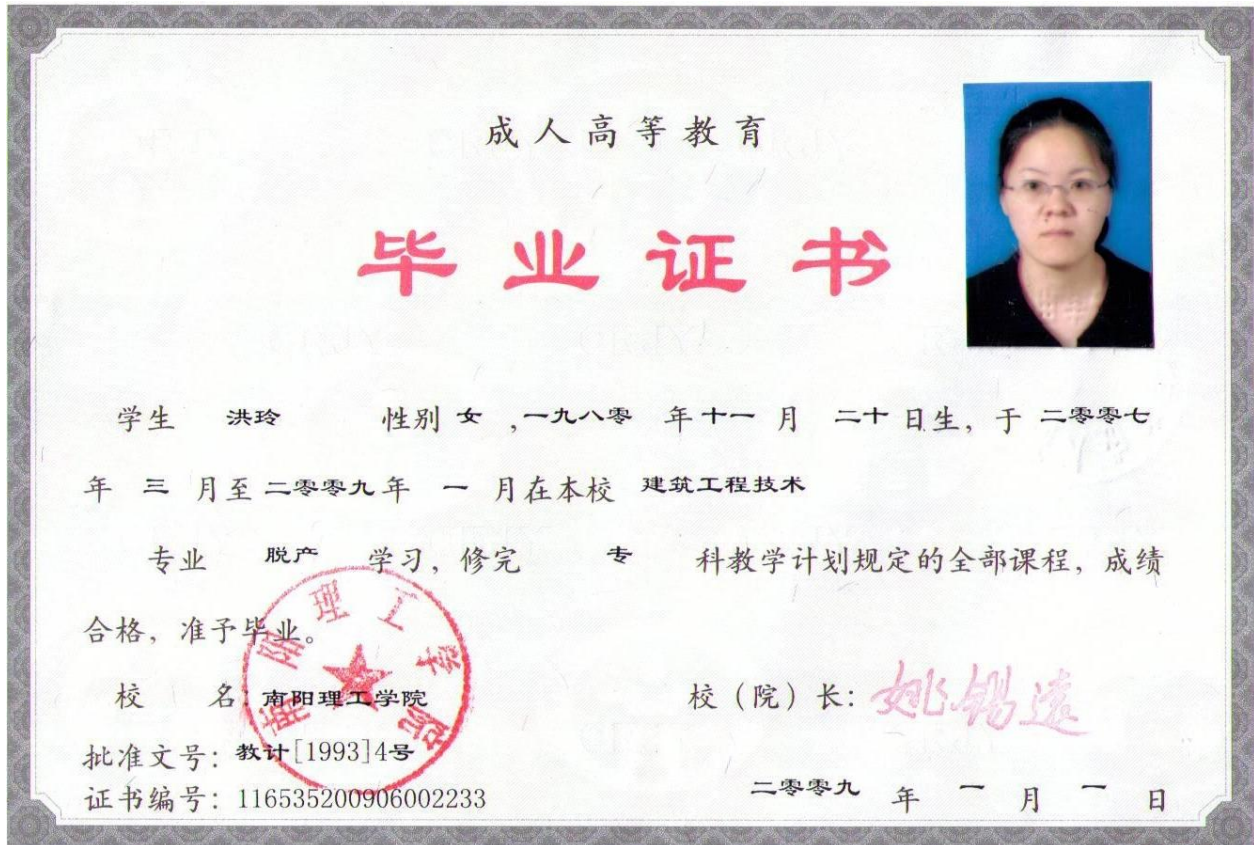 成人高等教育
毕业证书
学生 洪玲 性别 女 ,一九八零 年 十一 月 二十 日生，于 二零零七
年 三 月至 二零零九 年 一 月在本校 建筑工程技术
专业 脱产 学习，修完 专 科教学计划规定的全部课程，成绩
合格，准予毕业。
校 名: 南阳理工学院 校（院）长: 姚锡远
批准文号: 教计[1993]4号
证书编号: 116535200906002233
二零零九 年 一 月 一 日
南阳理工学院